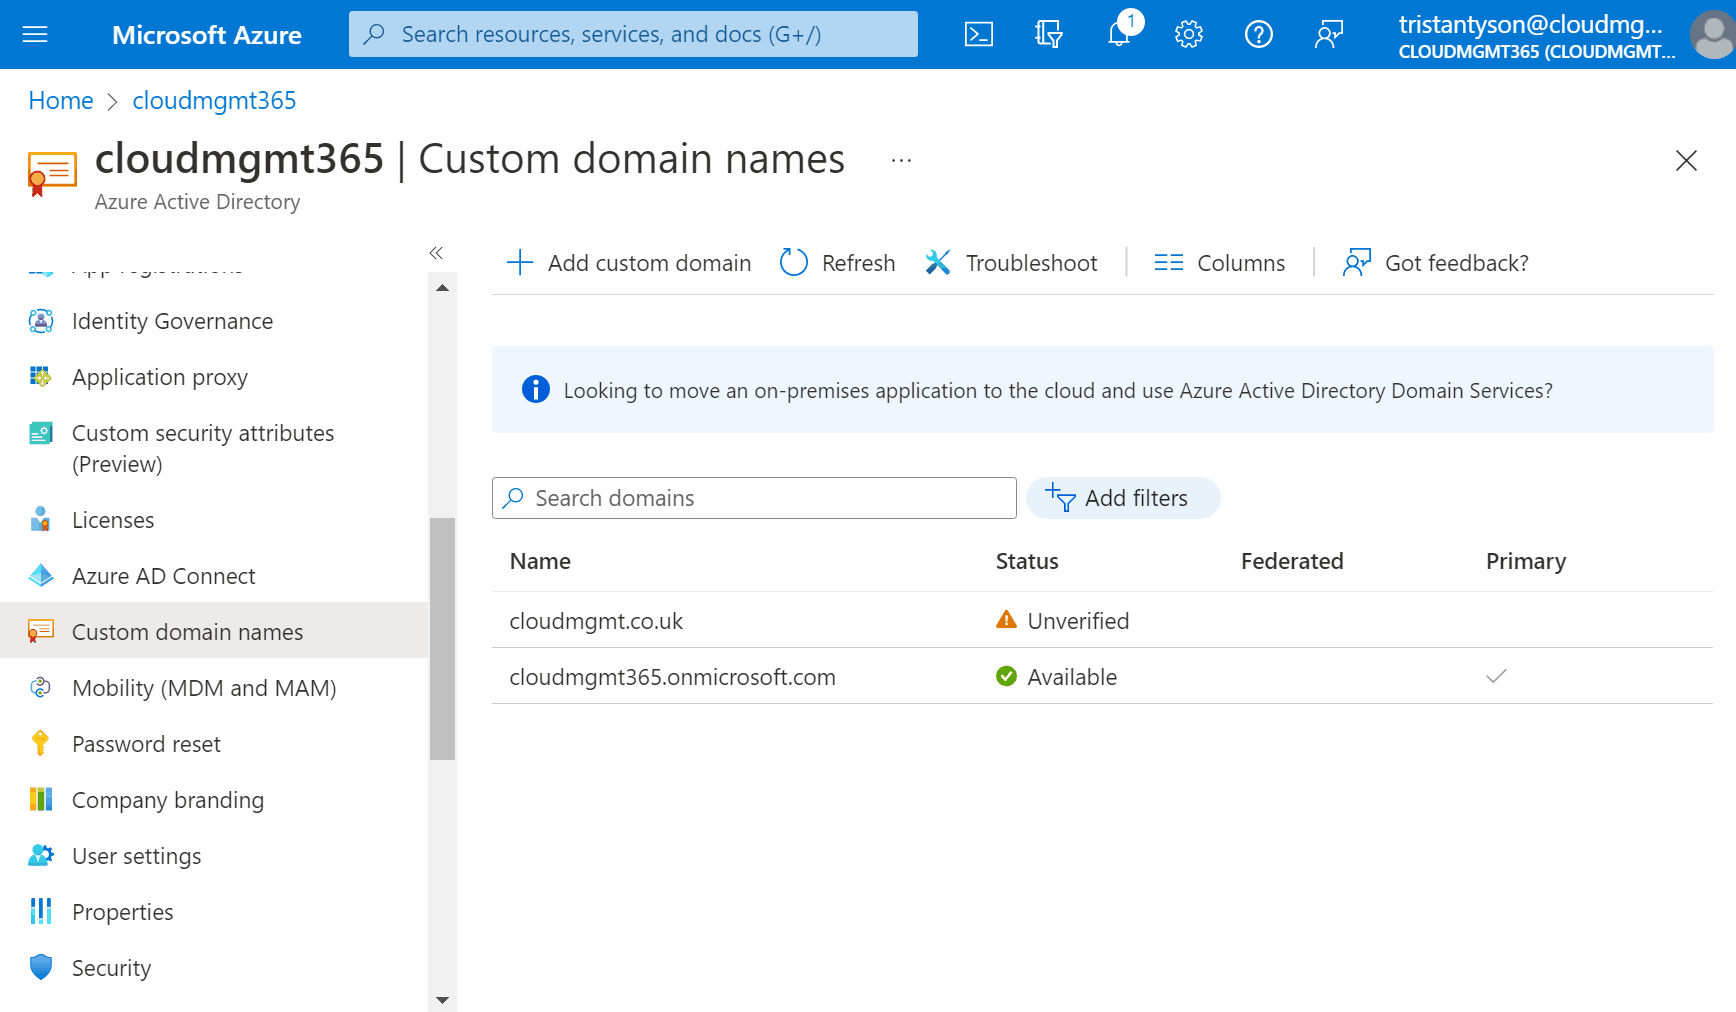 Microsoft Azure
Search resources, services, and docs (G+/)
1
tristantyson@cloudmg...
CLOUDMGMT365 (CLOUDMGMT...
Home > cloudmgmt365
cloudmgmt365 | Custom domain names ...
Azure Active Directory
«
App registrations
Identity Governance
Application proxy
Custom security attributes
(Preview)
Licenses
Azure AD Connect
Custom domain names
Mobility (MDM and MAM)
Password reset
Company branding
User settings
Properties
Security
Add custom domain Refresh Troubleshoot Columns Got feedback?
Looking to move an on-premises application to the cloud and use Azure Active Directory Domain Services?
Search domains Add filters
Name Status Federated Primary
cloudmgmt.co.uk Unverified
cloudmgmt365.onmicrosoft.com Available